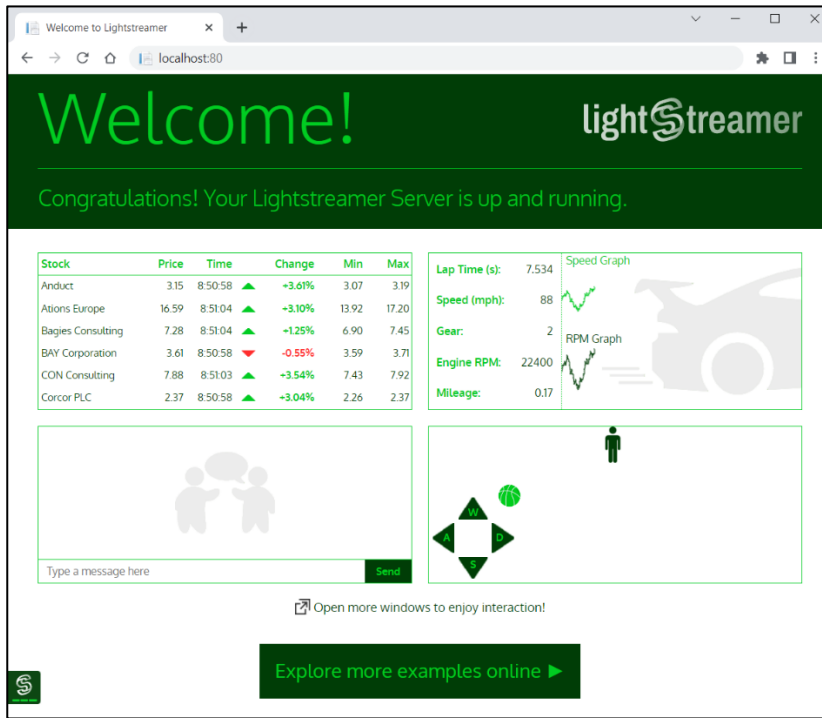 Welcome to Lightstreamer
localhost:80
Welcome!
lightstreamer
Congratulations! Your Lightstreamer Server is up and running.
Stock Price Time Change Min Max
Anduct 3.15 8:50:58 +3.61% 3.07 3.19
Ations Europe 16.59 8:51:04 +3.10% 13.92 17.20
Bagies Consulting 7.28 8:51:04 +1.25% 6.90 7.45
BAY Corporation 3.61 8:50:58 -0.55% 3.59 3.71
CON Consulting 7.88 8:51:03 +3.54% 7.43 7.92
Corcor PLC 2.37 8:50:58 +3.04% 2.26 2.37
Lap Time (s): 7.534
Speed (mph): 88
Gear: 2
Engine RPM: 22400
Mileage: 0.17
Speed Graph
RPM Graph
Type a message here
Send
W
A D
S
Open more windows to enjoy interaction!
Explore more examples online